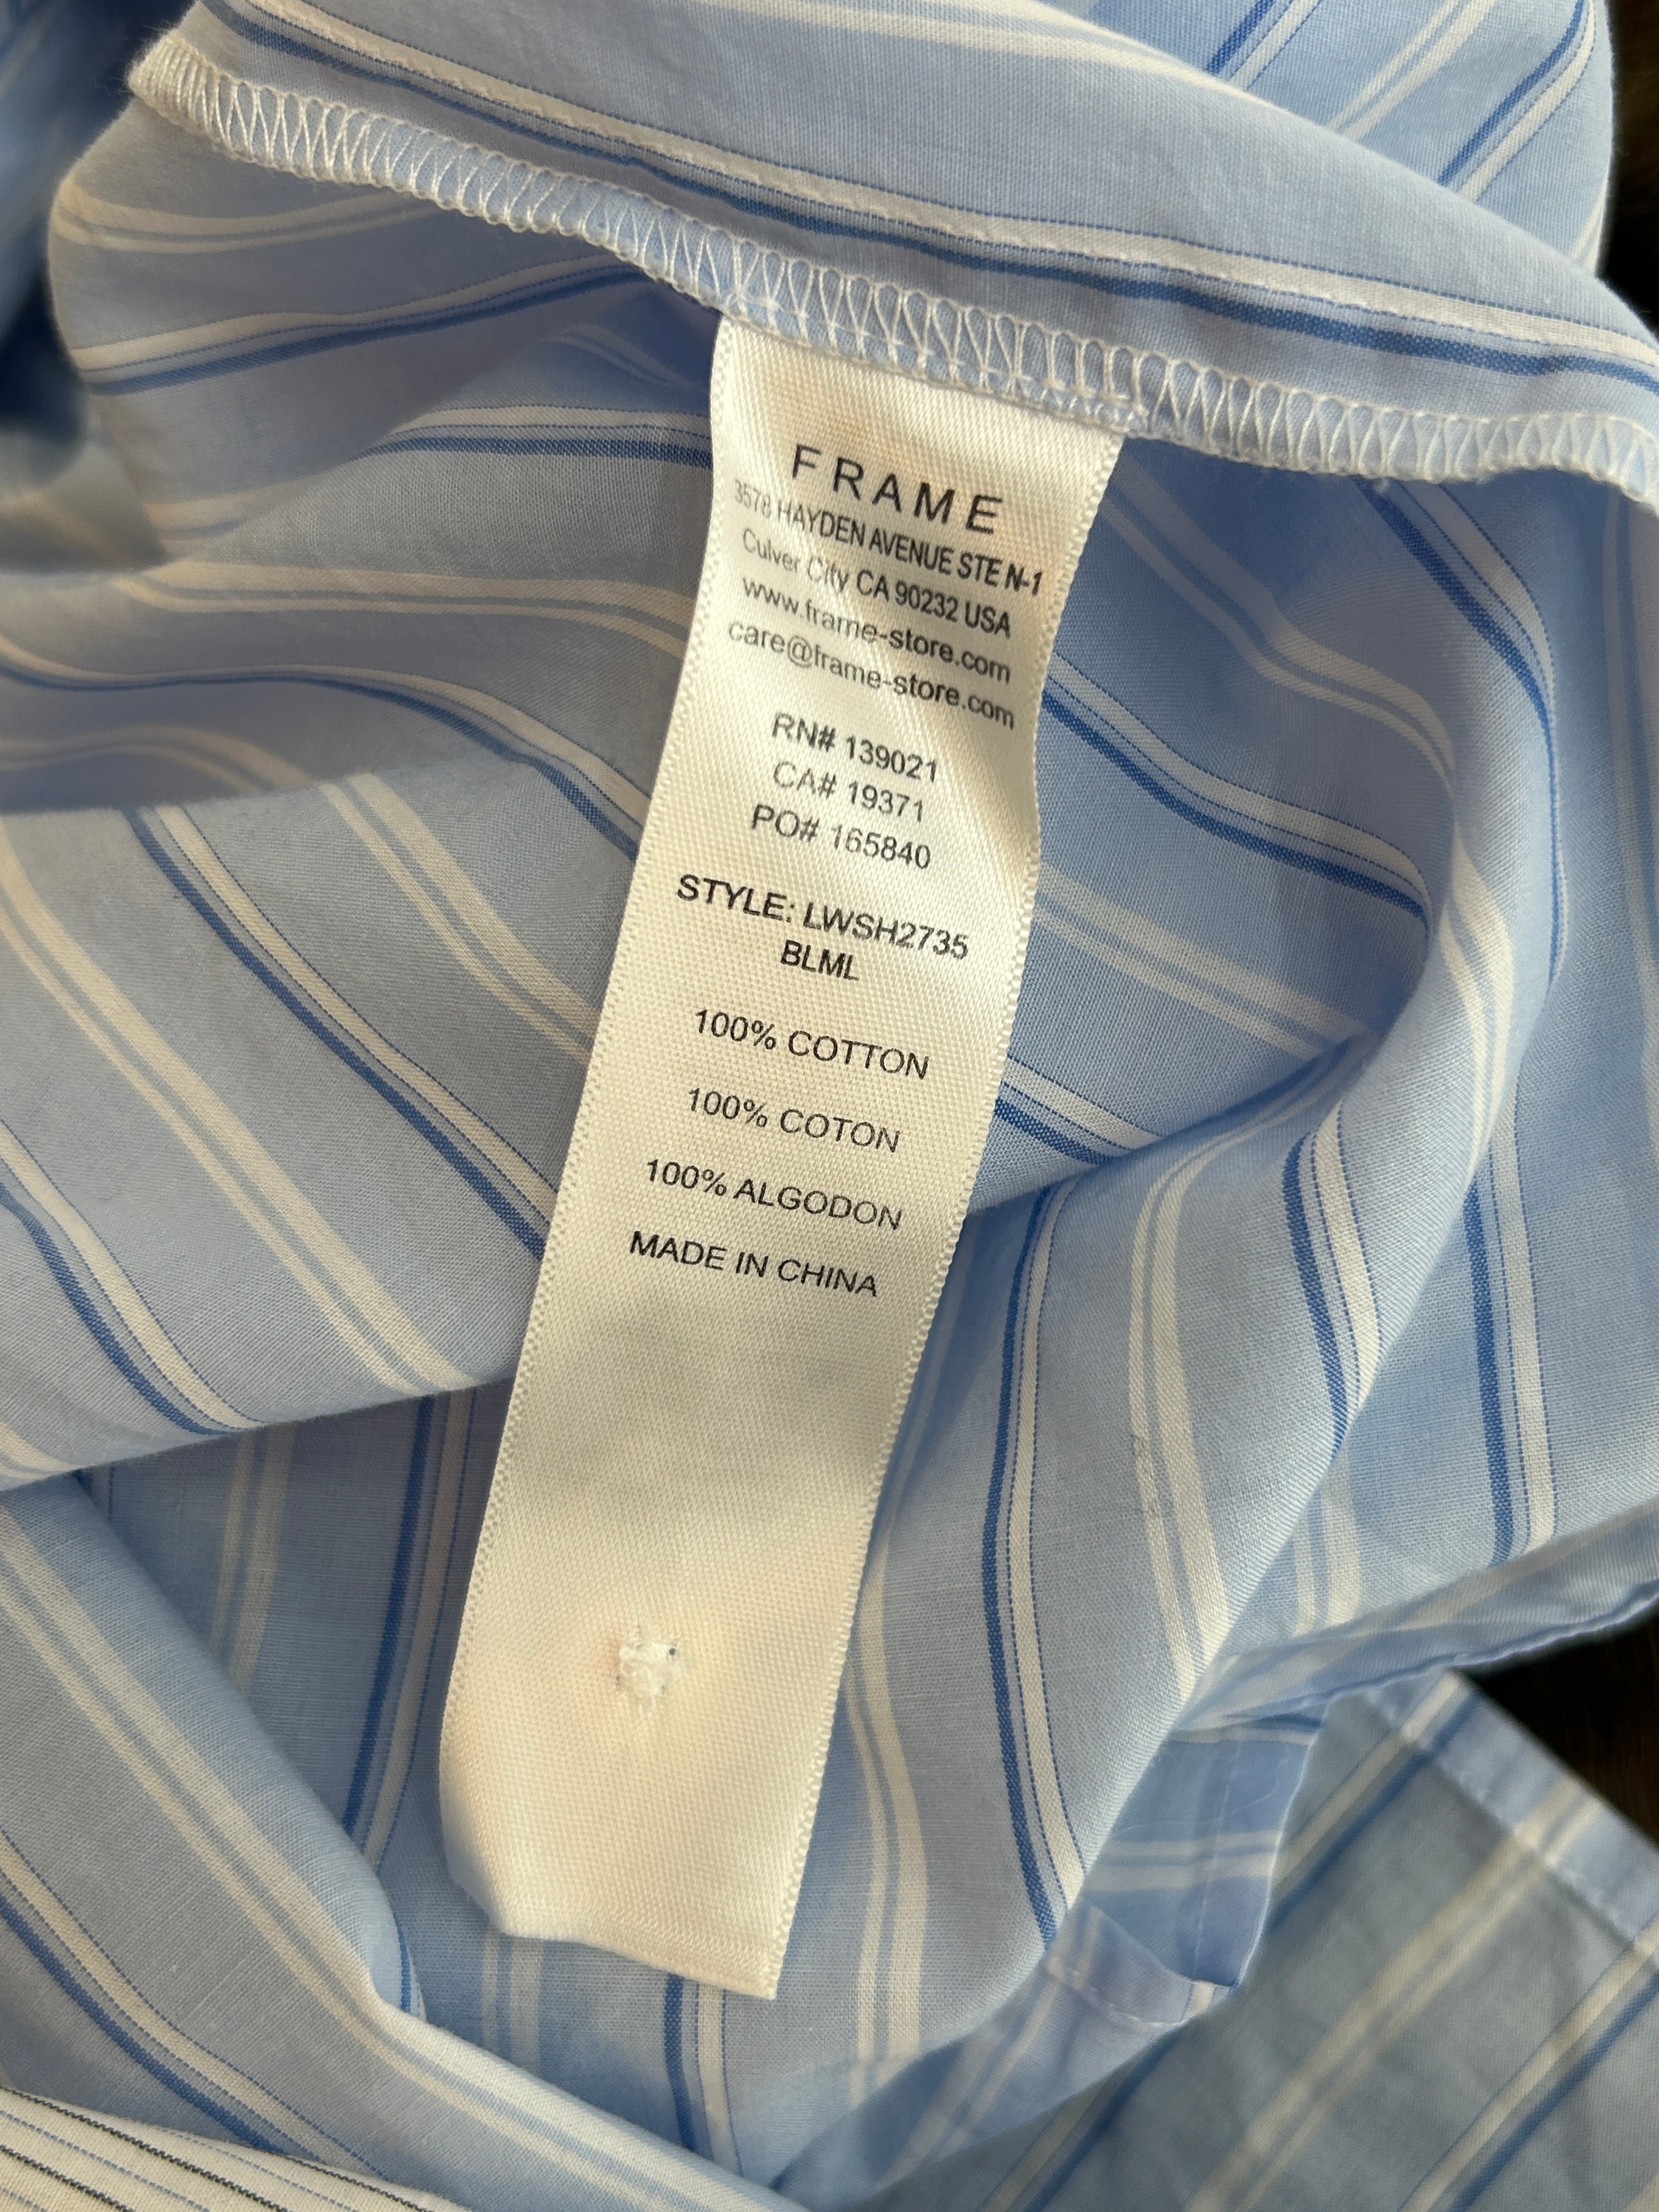 FRAME
3578 HAYDEN AVENUE STE N-1
Culver City CA 90232 USA
www.frame-store.com
care@frame-store.com
RN# 139021
CA# 19371
PO# 165840
STYLE: LWSH2735
BLML
100% COTTON
100% COTON
100% ALGODON
MADE IN CHINA